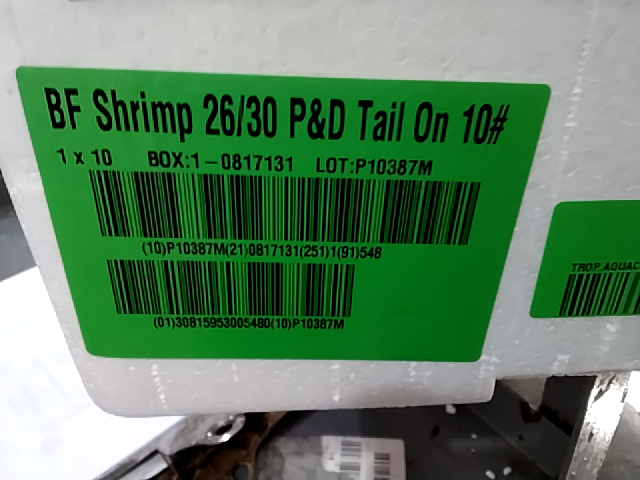 BF Shrimp 26/30 P&D Tail On 10#
1 x 10 BOX:1-0817131 LOT:P10387M
(10)P10387M(21)0817131(251)1(91)548
(01)30815953005480(10)P10387M
TROP.AQUAC